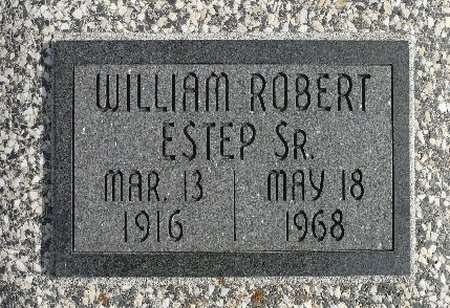 WILLIAM ROBERT
ESTEP SR.
MAR. 13 MAY 18
1916 1968